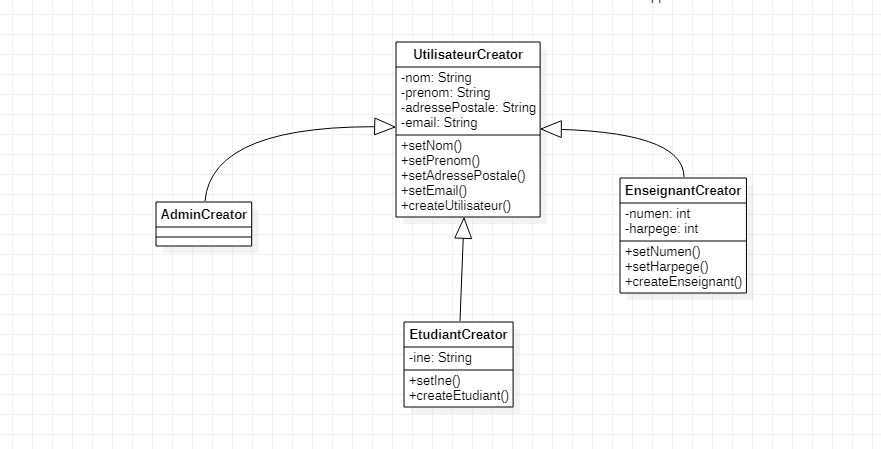 UtilisateurCreator
-nom: String
-prenom: String
-adressePostale: String
-email: String
+setNom()
+setPrenom()
+setAdressePostale()
+setEmail()
+createUtilisateur()
AdminCreator
EnseignantCreator
-numen: int
-harpege: int
+setNumen()
+setHarpege()
+createEnseignant()
EtudiantCreator
-ine: String
+setIne()
+createEtudiant()